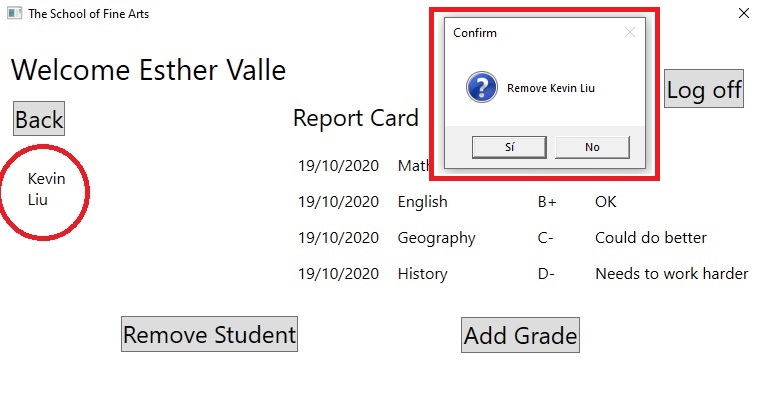 The School of Fine Arts
Confirm
Welcome Esther Valle
Remove Kevin Liu
Log off
Back
Report Card
Sí No
Kevin
Liu
19/10/2020 Mat
19/10/2020 English B+ OK
19/10/2020 Geography C- Could do better
19/10/2020 History D- Needs to work harder
Remove Student
Add Grade